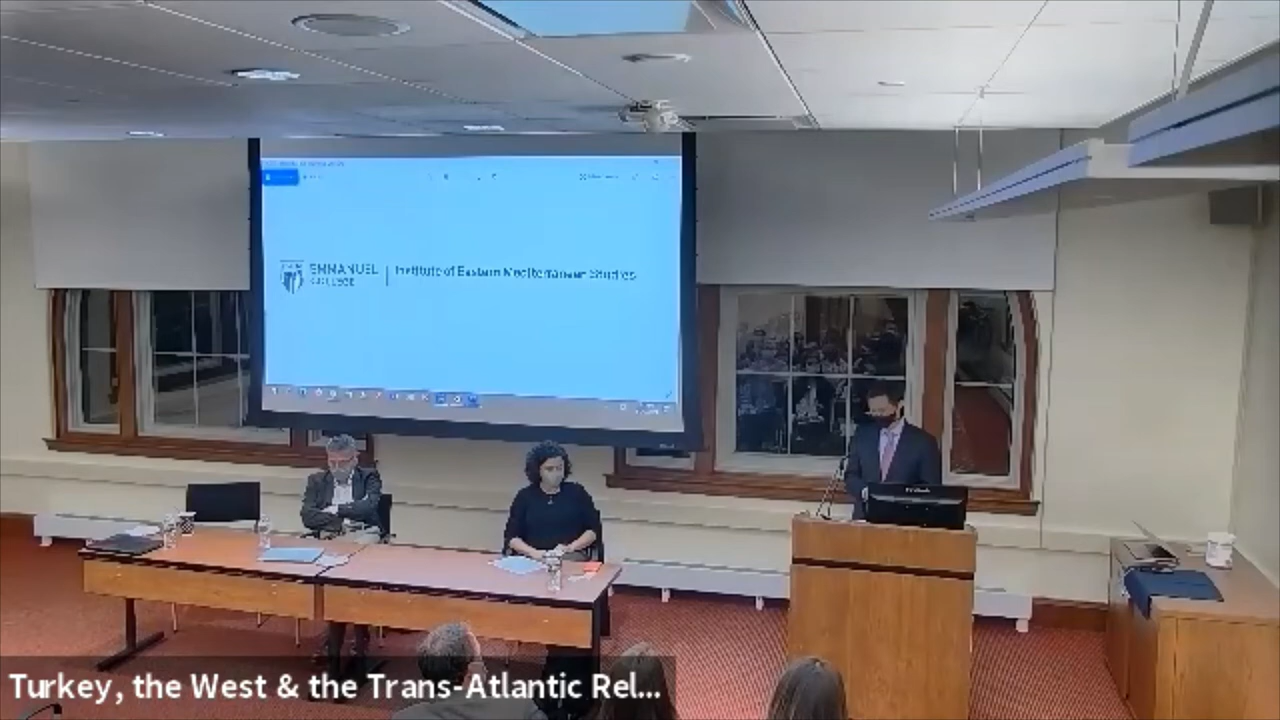 EMMANUEL
COLLEGE
Institute of Eastern Mediterranean Studies
Turkey, the West & the Trans-Atlantic Rel...